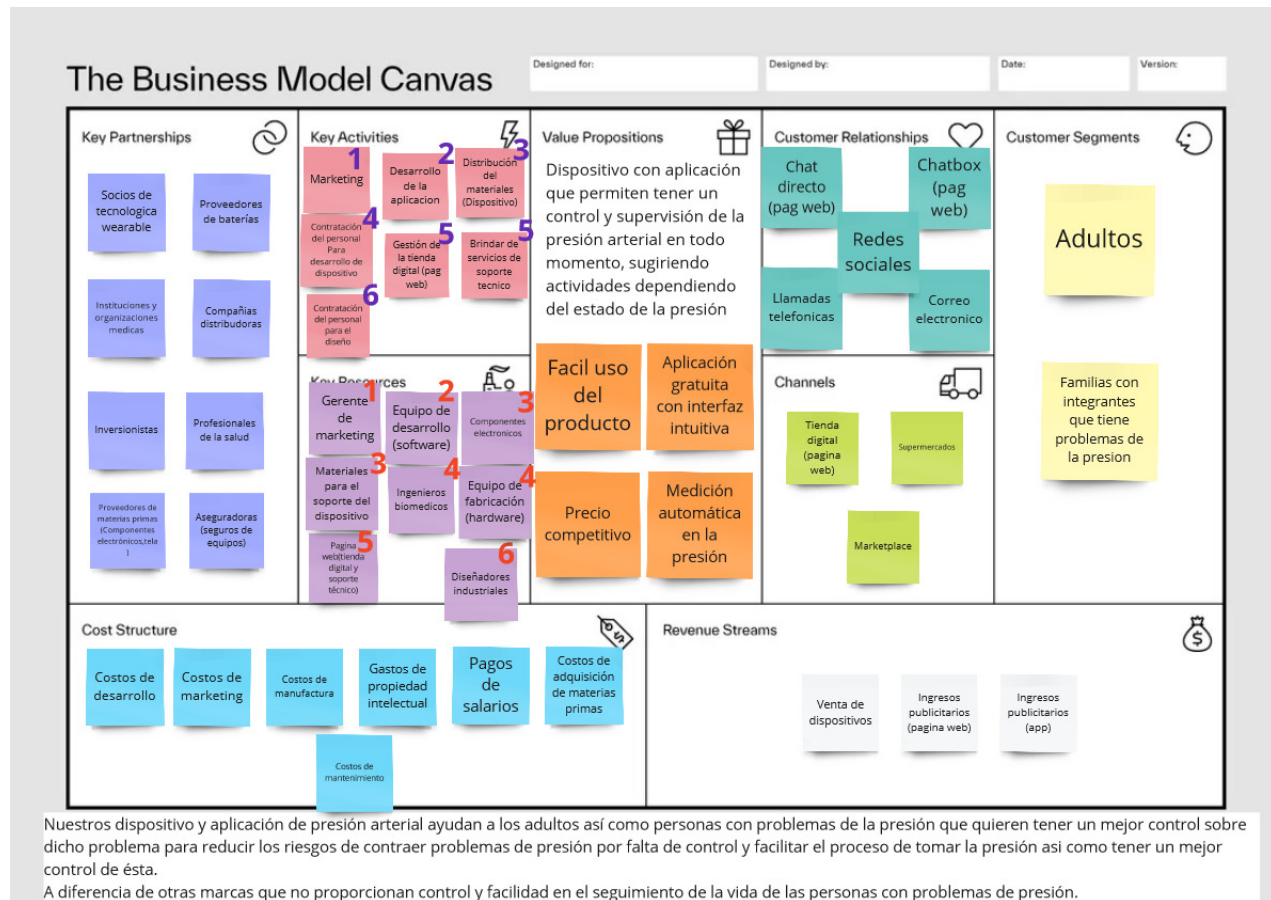 The Business Model Canvas
Designed for:
Designed by:
Date:
Version:
Key Partnerships
Socios de
tecnologica
wearable
Proveedores
de baterías
Instituciones y
organizaciones
medicas
Compañias
distribuidoras
Inversionistas
Profesionales
de la salud
Proveedores de
materias primas
(Componentes
electrónicos,tela
)
Aseguradoras
(seguros de
equipos)
Key Activities
1
Marketing
2
Desarrollo
de la
aplicacion
3
Distribución
del
materiales
(Dispositivo)
4
Contratación
del personal
Para
desarrollo de
dispositivo
5
Gestión de
la tienda
digital (pag
web)
5
Brindar de
servicios de
soporte
tecnico
6
Contratación
del personal
para el
diseño
Key Resources
1
Gerente
de
marketing
2
Equipo de
desarrollo
(software)
3
Componentes
electronicos
3
Materiales
para el
soporte del
dispositivo
4
Ingenieros
biomedicos
4
Equipo de
fabricación
(hardware)
5
Pagina
web(tienda
digital y
soporte
técnico)
6
Diseñadores
industriales
Value Propositions
Dispositivo con aplicación
que permiten tener un
control y supervisión de la
presión arterial en todo
momento, sugiriendo
actividades dependiendo
del estado de la presión
Facil uso
del
producto
Aplicación
gratuita
con interfaz
intuitiva
Precio
competitivo
Medición
automática
en la
presión
Customer Relationships
Chat
directo
(pag web)
Chatbox
(pag
web)
Redes
sociales
Llamadas
telefonicas
Correo
electronico
Channels
Tienda
digital
(pagina
web)
Supermercados
Marketplace
Customer Segments
Adultos
Familias con
integrantes
que tiene
problemas de
la presion
Cost Structure
Costos de
desarrollo
Costos de
marketing
Costos de
manufactura
Gastos de
propiedad
intelectual
Pagos
de
salarios
Costos de
adquisición
de materias
primas
Costos de
mantenimiento
Revenue Streams
Venta de
dispositivos
Ingresos
publicitarios
(pagina web)
Ingresos
publicitarios
(app)
Nuestros dispositivo y aplicación de presión arterial ayudan a los adultos así como personas con problemas de la presión que quieren tener un mejor control sobre
dicho problema para reducir los riesgos de contraer problemas de presión por falta de control y facilitar el proceso de tomar la presión asi como tener un mejor
control de ésta.
A diferencia de otras marcas que no proporcionan control y facilidad en el seguimiento de la vida de las personas con problemas de presión.